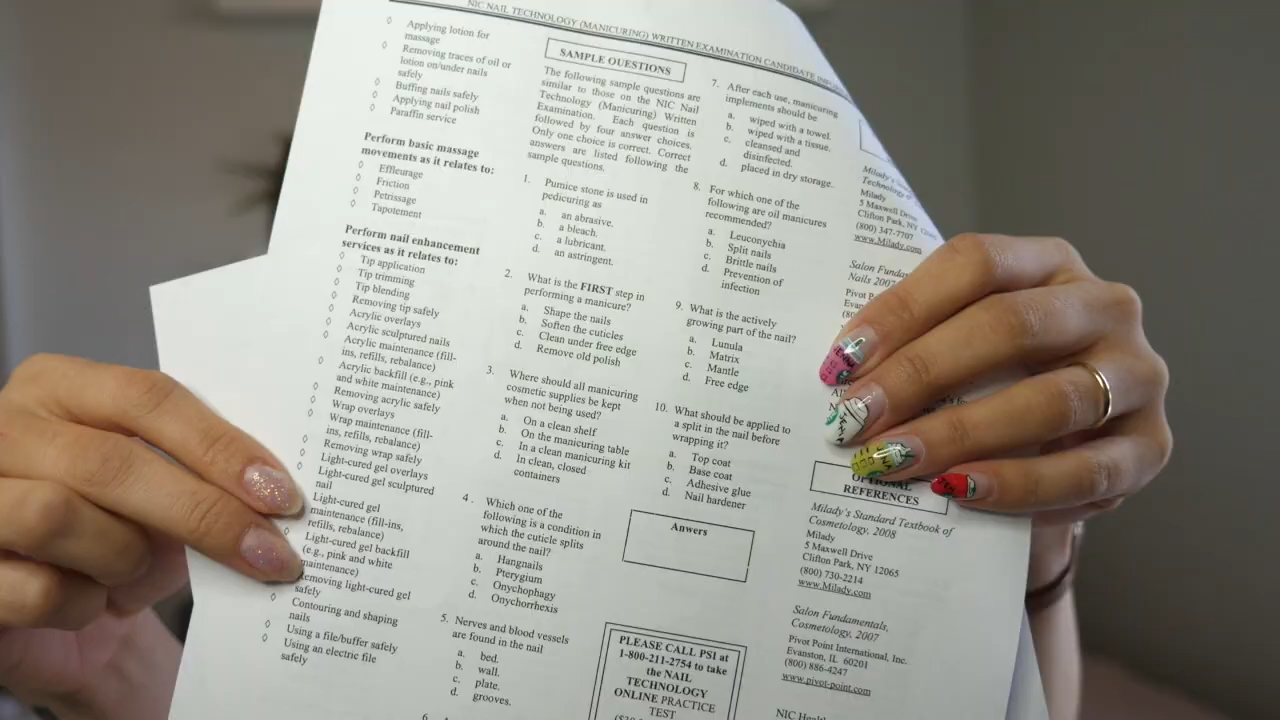 NIC NAIL TECHNOLOGY (MANICURING) WRITTEN EXAMINATION CANDIDATE
◊ Applying lotion for
massage
◊ Removing traces of oil or
lotion on/under nails
safely
◊ Buffing nails safely
◊ Applying nail polish
◊ Paraffin service
Perform basic massage
movements as it relates to:
◊ Effleurage
◊ Friction
◊ Petrissage
◊ Tapotement
Perform nail enhancement
services as it relates to:
◊ Tip application
◊ Tip trimming
◊ Tip blending
◊ Removing tip safely
◊ Acrylic overlays
◊ Acrylic sculptured nails
◊ Acrylic maintenance (fill-
ins, refills, rebalance)
◊ Acrylic backfill (e.g., pink
and white maintenance)
◊ Removing acrylic safely
◊ Wrap overlays
◊ Wrap maintenance (fill-
ins, refills, rebalance)
◊ Removing wrap safely
◊ Light-cured gel overlays
◊ Light-cured gel sculptured
nail
Light-cured gel
maintenance (fill-ins,
refills, rebalance)
Light-cured gel backfill
(e.g., pink and white
maintenance)
Removing light-cured gel
safely
◊ Contouring and shaping
nails
◊ Using a file/buffer safely
◊ Using an electric file
safely
SAMPLE QUESTIONS
The following sample questions are
similar to those on the NIC Nail
Technology (Manicuring) Written
Examination. Each question is
followed by four answer choices.
Only one choice is correct. Correct
answers are listed following the
sample questions.
1. Pumice stone is used in
pedicuring as
a. an abrasive.
b. a bleach.
c. a lubricant.
d. an astringent.
2. What is the FIRST step in
performing a manicure?
a. Shape the nails
b. Soften the cuticles
c. Clean under free edge
d. Remove old polish
3. Where should all manicuring
cosmetic supplies be kept
when not being used?
a. On a clean shelf
b. On the manicuring table
c. In a clean manicuring kit
d. In clean, closed
containers
4. Which one of the
following is a condition in
which the cuticle splits
around the nail?
a. Hangnails
b. Pterygium
c. Onychophagy
d. Onychorrhexis
5. Nerves and blood vessels
are found in the nail
a. bed.
b. wall.
c. plate.
d. grooves.
6.
7. After each use, manicuring
implements should be
a. wiped with a towel.
b. wiped with a tissue.
c. cleansed and
disinfected.
d. placed in dry storage.
8. For which one of the
following are oil manicures
recommended?
a. Leuconychia
b. Split nails
c. Brittle nails
d. Prevention of
infection
9. What is the actively
growing part of the nail?
a. Lunula
b. Matrix
c. Mantle
d. Free edge
10. What should be applied to
a split in the nail before
wrapping it?
a. Top coat
b. Base coat
c. Adhesive glue
d. Nail hardener
Anwers
PLEASE CALL PSI at
1-800-211-2754 to take
the NAIL
TECHNOLOGY
ONLINE PRACTICE
TEST
Milady's
Milady
5 Maxwell Drive
Clifton Park, NY
(800) 347-7707
www.Milady.com
Salon
Nails 2007
Pivot
OPTIONAL
REFERENCES
Milady's Standard Textbook of
Cosmetology, 2008
Milady
5 Maxwell Drive
Clifton Park, NY 12065
(800) 730-2214
www.Milady.com
Salon Fundamentals,
Cosmetology, 2007
Pivot Point International, Inc.
Evanston, IL 60201
(800) 886-4247
www.pivot-point.com
NIC